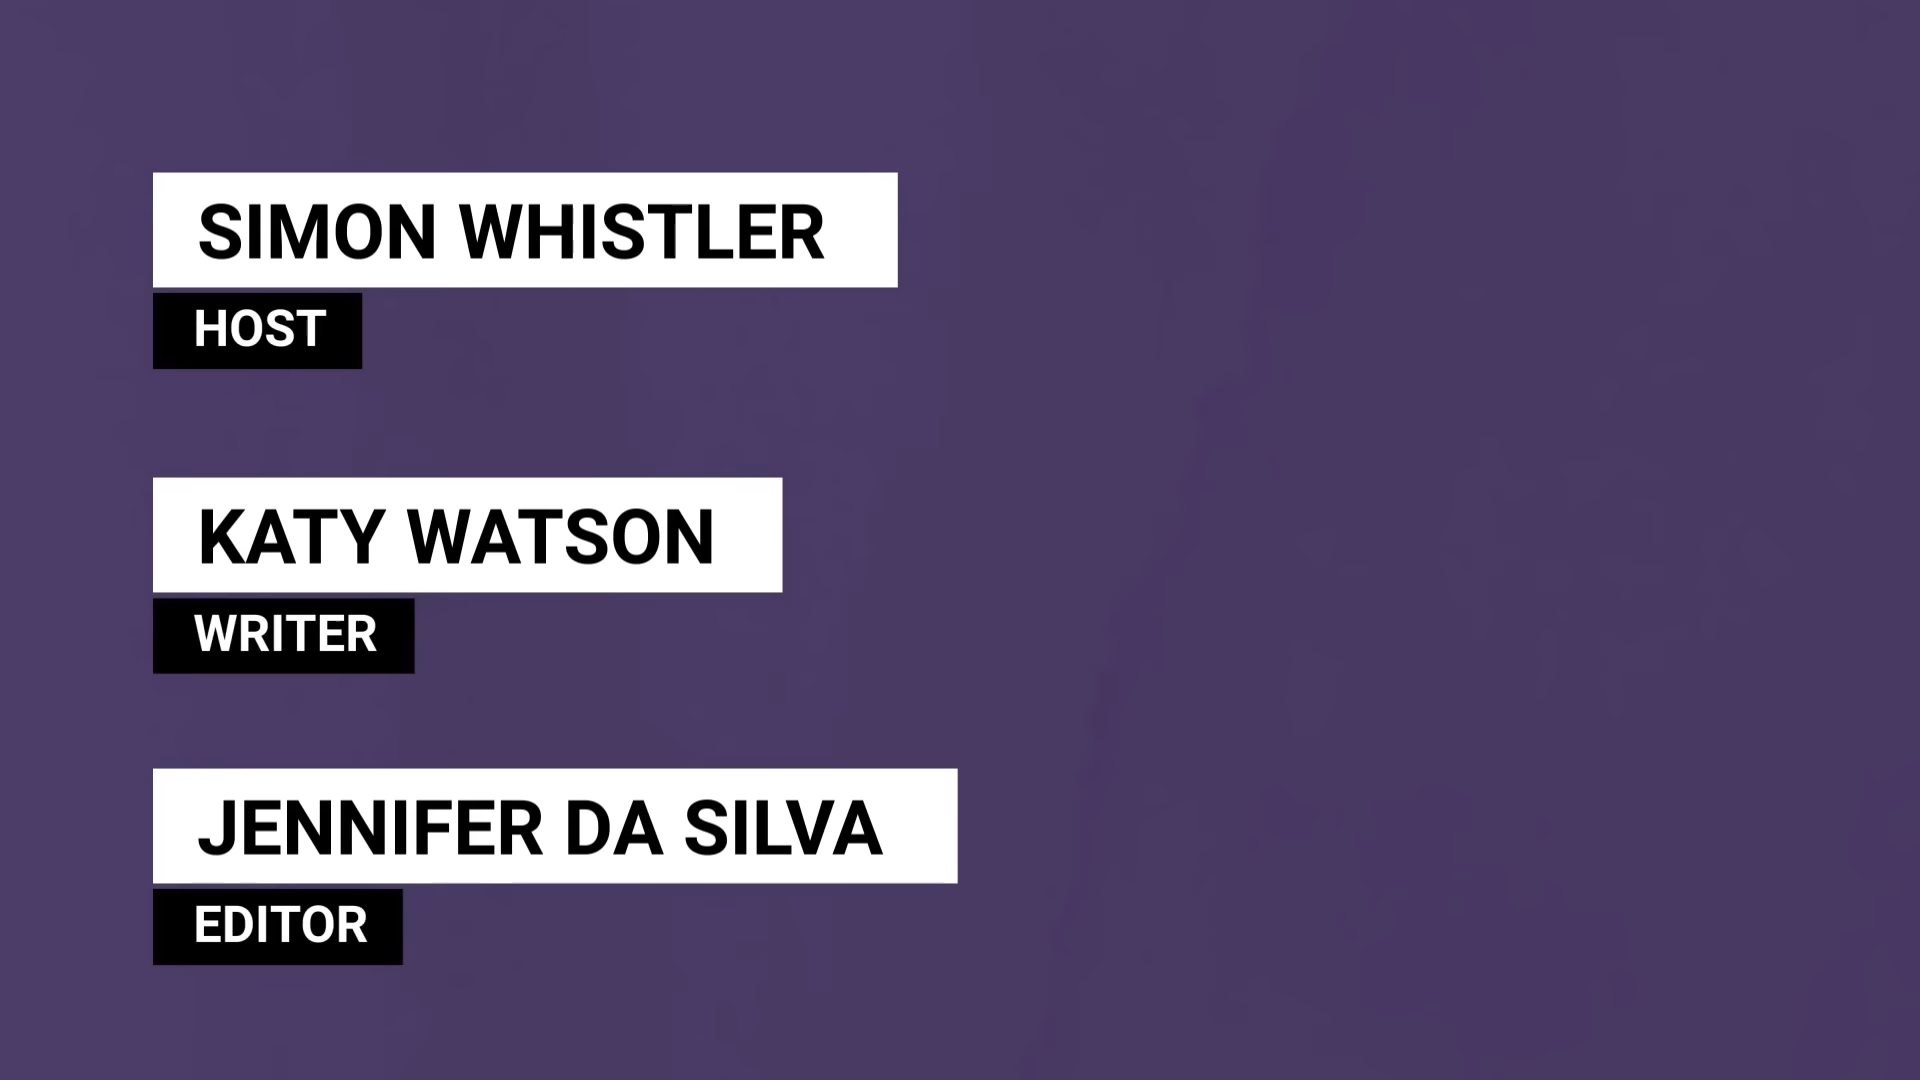 SIMON WHISTLER
HOST
KATY WATSON
WRITER
JENNIFER DA SILVA
EDITOR